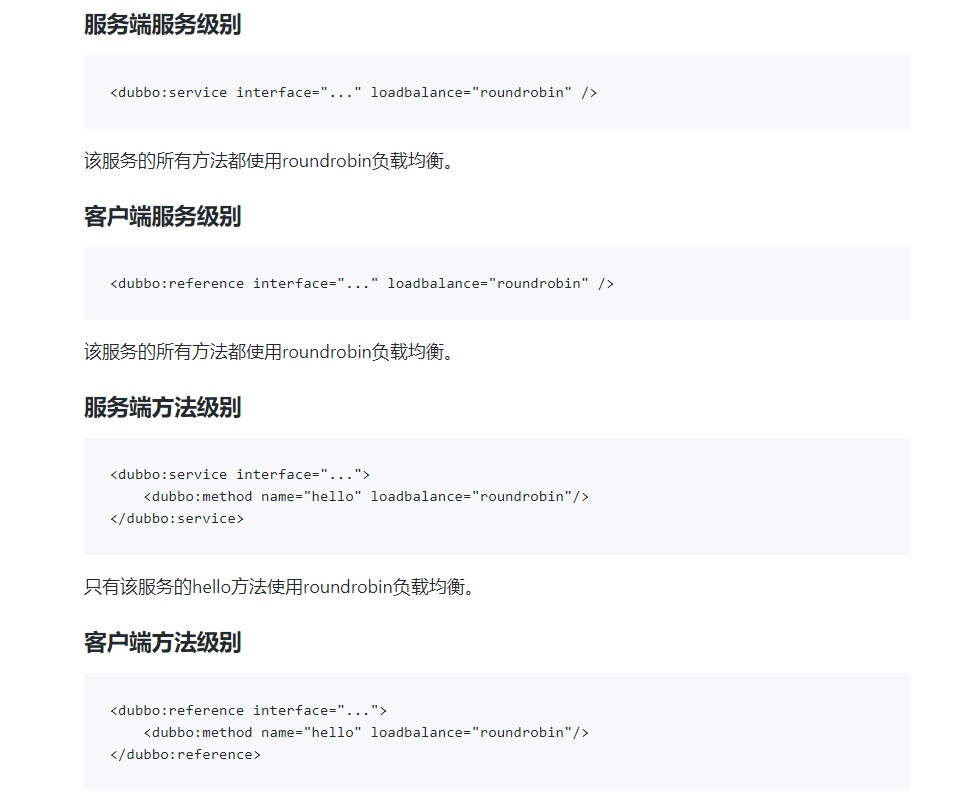 服务端服务级别
<dubbo:service interface="..." loadbalance="roundrobin" />
该服务的所有方法都使用roundrobin负载均衡。
客户端服务级别
<dubbo:reference interface="..." loadbalance="roundrobin" />
该服务的所有方法都使用roundrobin负载均衡。
服务端方法级别
<dubbo:service interface="...">
    <dubbo:method name="hello" loadbalance="roundrobin"/>
</dubbo:service>
只有该服务的hello方法使用roundrobin负载均衡。
客户端方法级别
<dubbo:reference interface="...">
    <dubbo:method name="hello" loadbalance="roundrobin"/>
</dubbo:reference>